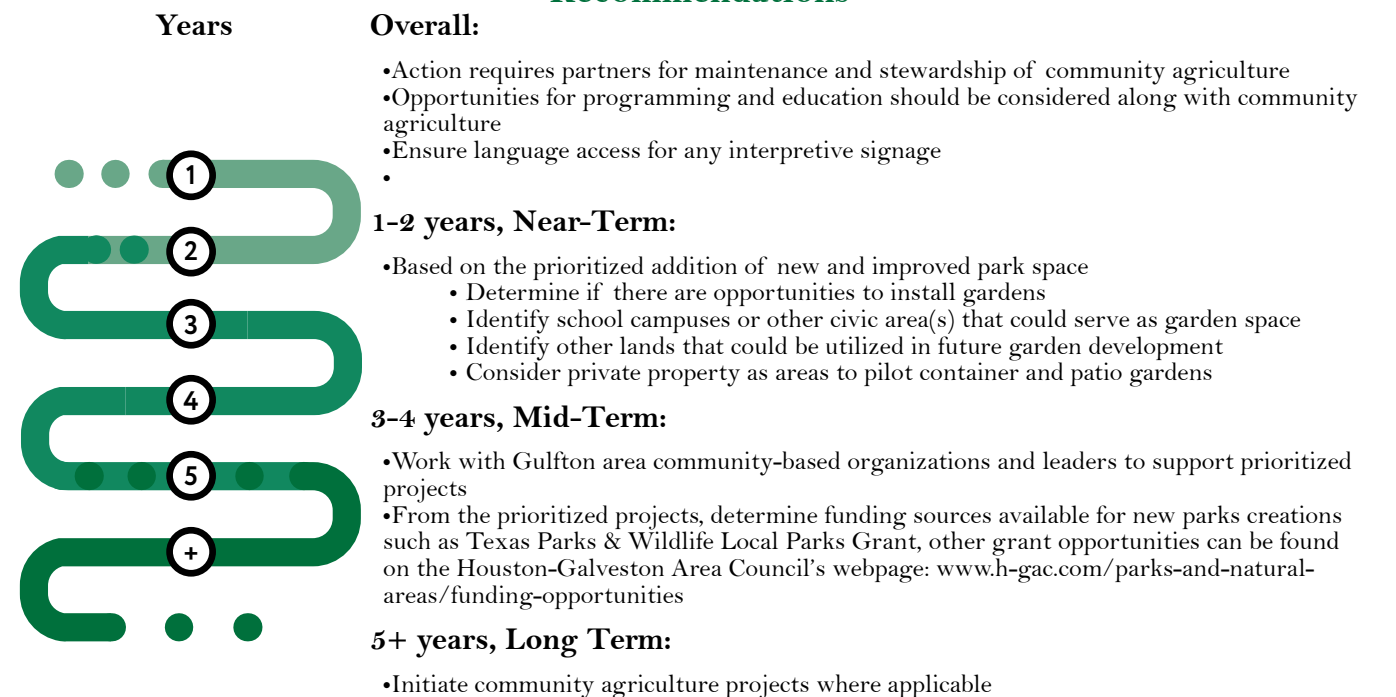 Recommendations
Years
Overall:
•Action requires partners for maintenance and stewardship of community agriculture
•Opportunities for programming and education should be considered along with community
agriculture
•Ensure language access for any interpretive signage
•
1
1-2 years, Near-Term:
2
•Based on the prioritized addition of new and improved park space
• Determine if there are opportunities to install gardens
• Identify school campuses or other civic area(s) that could serve as garden space
3
• Identify other lands that could be utilized in future garden development
• Consider private property as areas to pilot container and patio gardens
4
3-4 years, Mid-Term:
•Work with Gulfton area community-based organizations and leaders to support prioritized
projects
5
•From the prioritized projects, determine funding sources available for new parks creations
such as Texas Parks & Wildlife Local Parks Grant, other grant opportunities can be found
+
on the Houston-Galveston Area Council's webpage: www.h-gac.com/parks-and-natural-
areas/funding-opportunities
5+ years, Long Term:
•Initiate community agriculture projects where applicable